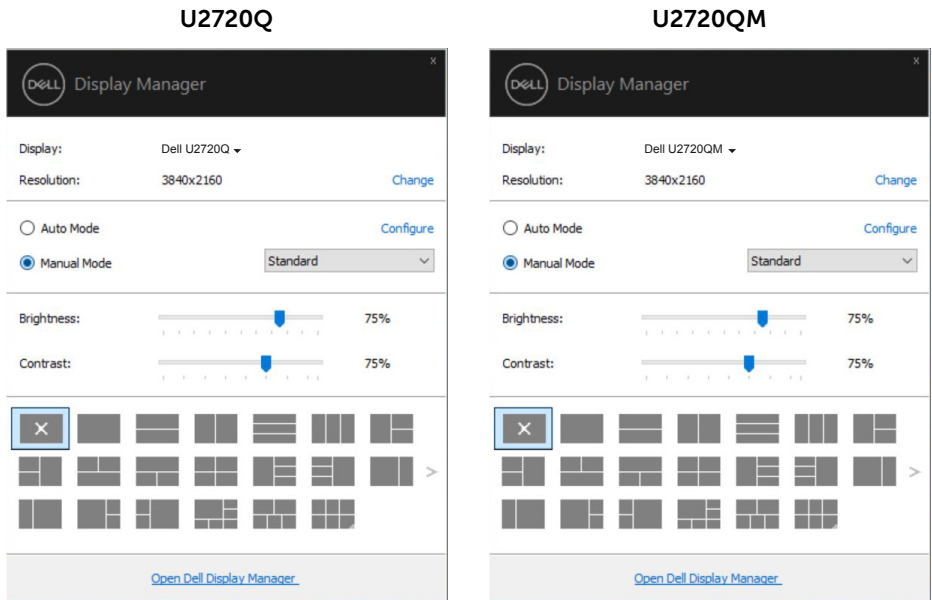 U2720Q
x
DELL Display Manager
Display: Dell U2720Q
Resolution: 3840x2160 Change
Auto Mode Configure
Manual Mode Standard
Brightness: 75%
Contrast: 75%
Open Dell Display Manager
U2720QM
x
DELL Display Manager
Display: Dell U2720QM
Resolution: 3840x2160 Change
Auto Mode Configure
Manual Mode Standard
Brightness: 75%
Contrast: 75%
Open Dell Display Manager